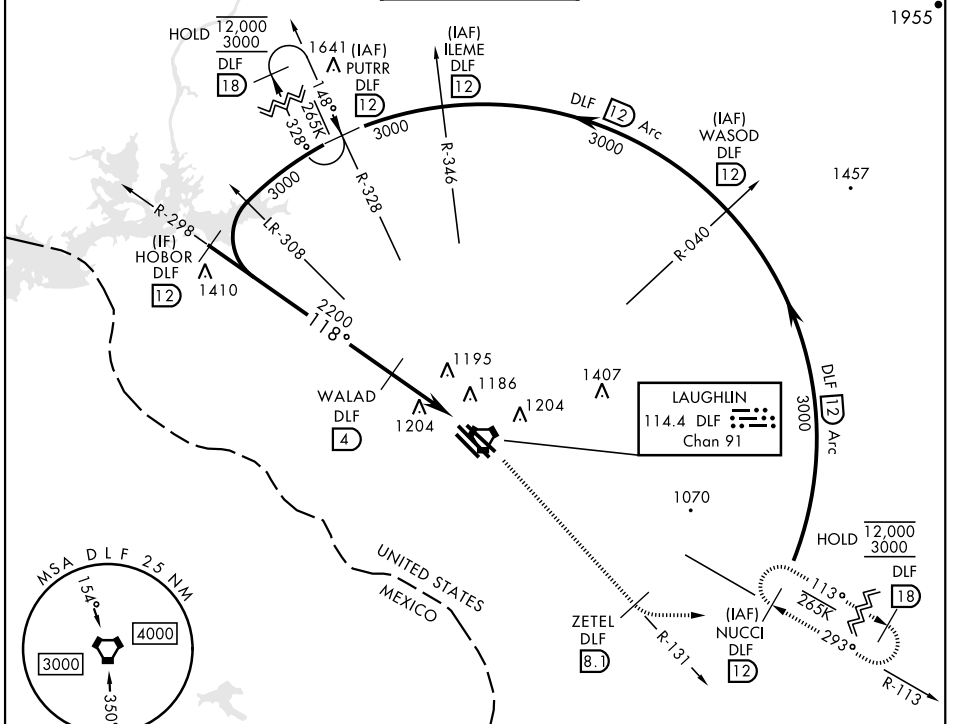 1955
HOLD 12,000
3000
DLF
18
1641
(IAF)
PUTRR
DLF
12
(IAF)
ILEME
DLF
12
148°
265K
328°
3000
DLF 12 Arc
3000
(IAF)
WASOD
DLF
12
1457
3000
R-328
R-346
R-040
R-298
(IF)
HOBOR
DLF
12
1410
LR-308
2200
118°
WALAD
DLF
4
1195
1186
1204
1204
1407
LAUGHLIN
114.4 DLF
Chan 91
DLF 12 Arc
3000
1070
HOLD 12,000
3000
DLF
18
113°
265K
293°
(IAF)
NUCCI
DLF
12
R-113
ZETEL
DLF
8.1
R-131
UNITED STATES
MEXICO
MSA DLF 25 NM
154°
4000
3000
350°